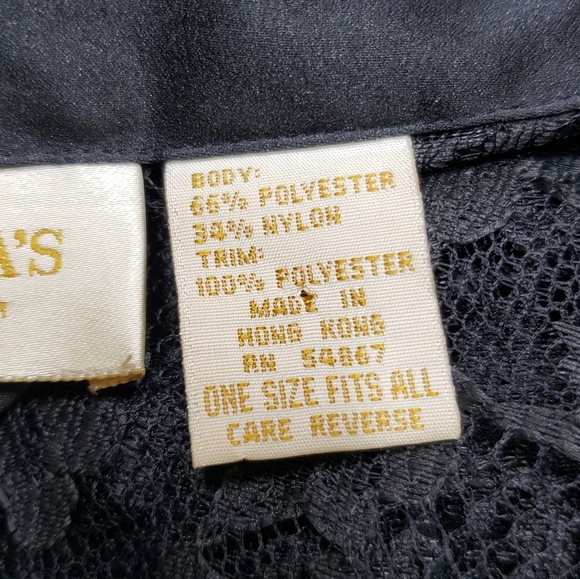 A'S
BODY:
66% POLYESTER
34% NYLON
TRIM:
100% POLYESTER
MADE IN
HONG KONG
RN 54867
ONE SIZE FITS ALL
CARE REVERSE